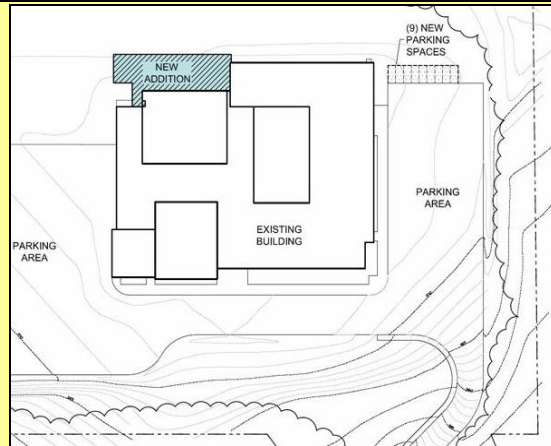 (9) NEW
PARKING
SPACES
NEW
ADDITION
PARKING
AREA
EXISTING
BUILDING
PARKING
AREA